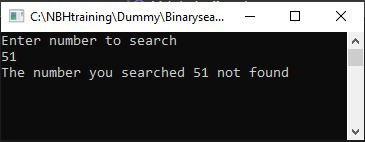 C:\NBHtraining\Dummy\Binarysea...
Enter number to search
51
The number you searched 51 not found